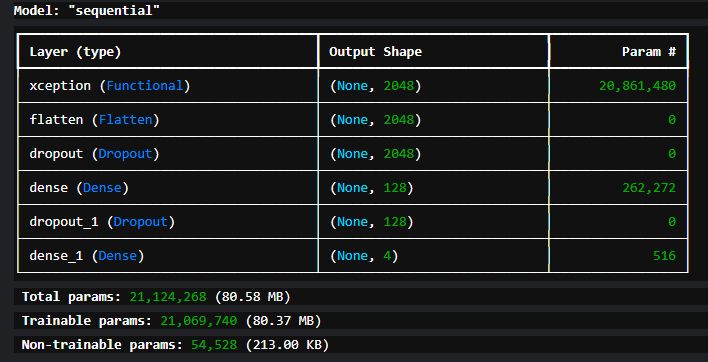 Model: "sequential"
Layer (type) Output Shape Param #
xception (Functional) (None, 2048) 20,861,480
flatten (Flatten) (None, 2048) 0
dropout (Dropout) (None, 2048) 0
dense (Dense) (None, 128) 262,272
dropout_1 (Dropout) (None, 128) 0
dense_1 (Dense) (None, 4) 516
Total params: 21,124,268 (80.58 MB)
Trainable params: 21,069,740 (80.37 MB)
Non-trainable params: 54,528 (213.00 KB)